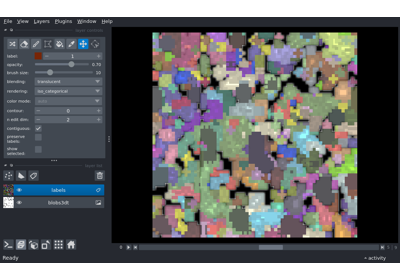 File View Layers Plugins Window Help
label: 1
opacity: 0.70
brush size: 10
blending: translucent
rendering: iso_categorical
color mode:
contour: 0
n edit dim: 2
contiguous:
preserve
labels:
show
selected:
labels
blobs3dt
0
Ready
activity